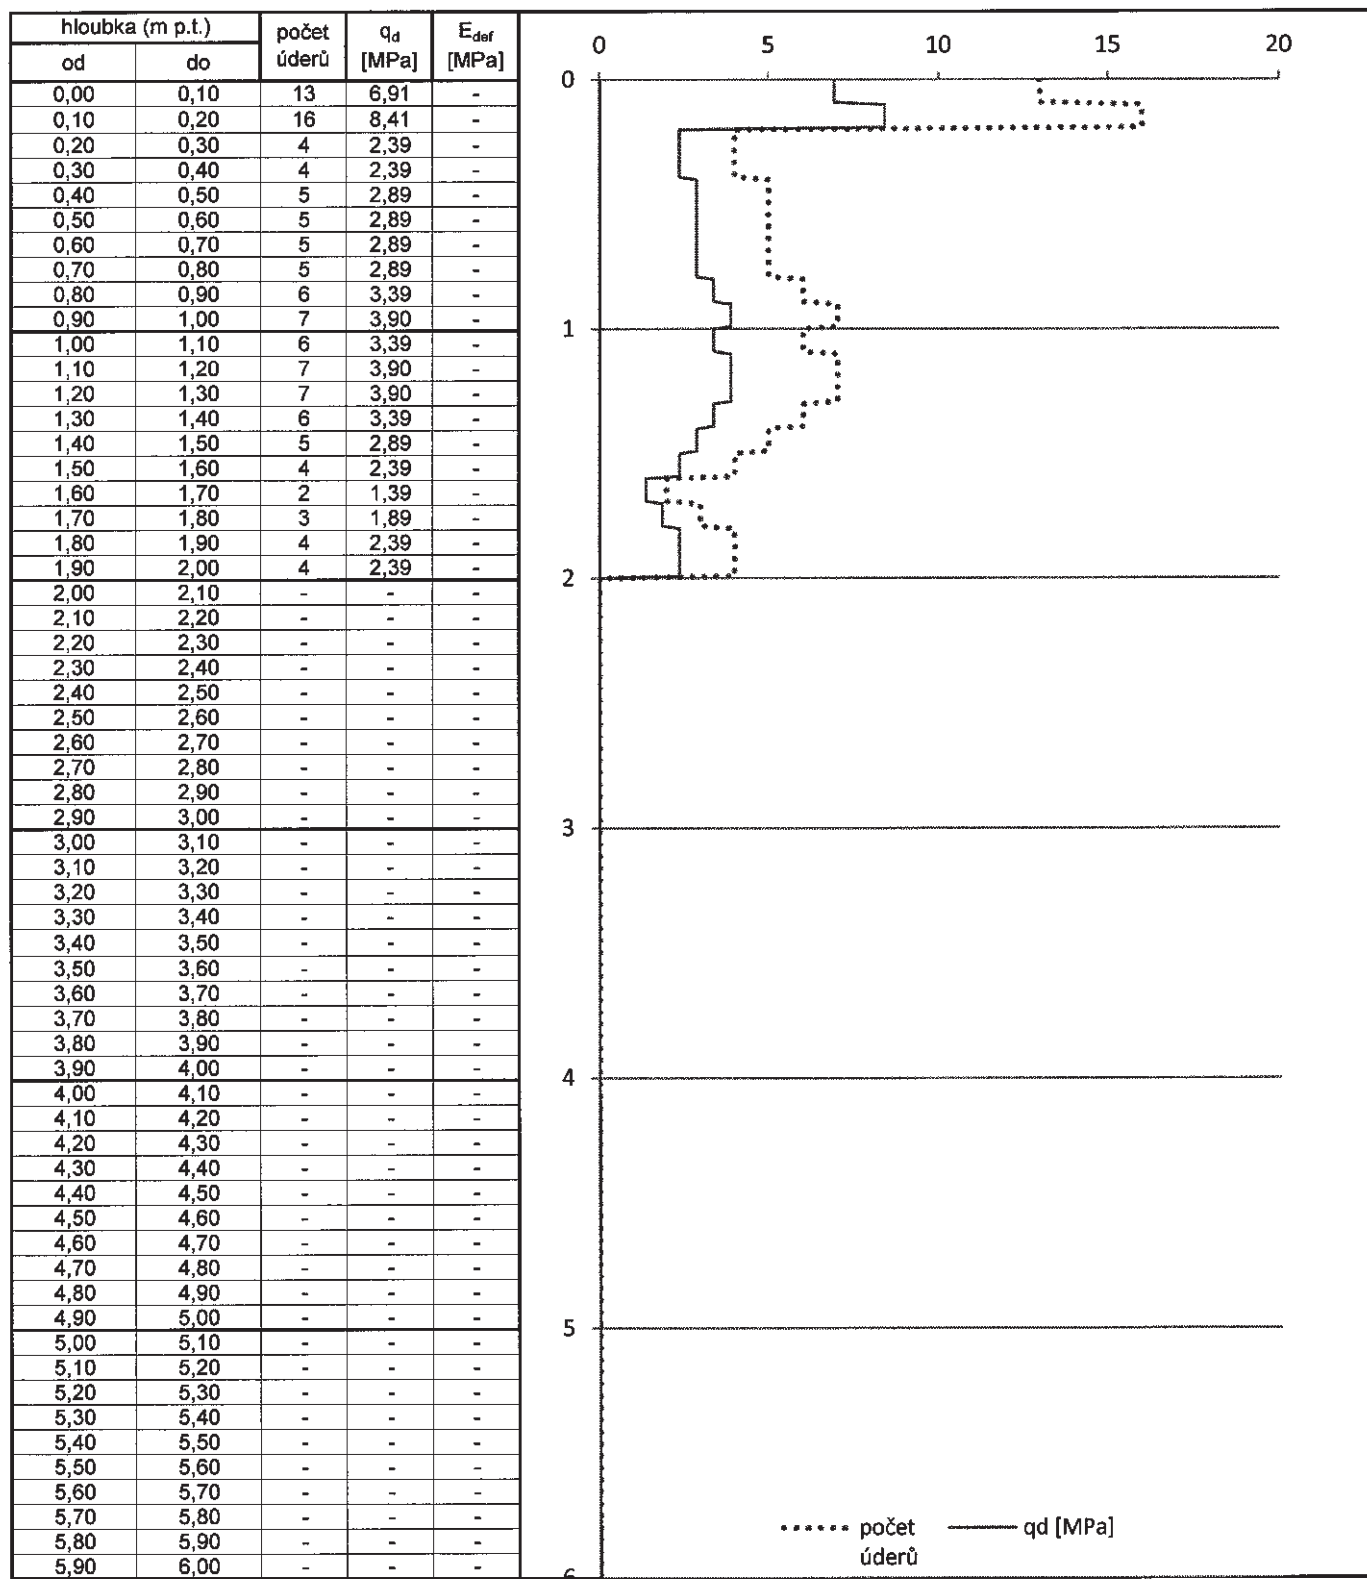 hloubka (m p.t.) počet úderů qd [MPa] Edef [MPa]
od do
0,00 0,10 13 6,91 -
0,10 0,20 16 8,41 -
0,20 0,30 4 2,39 -
0,30 0,40 4 2,39 -
0,40 0,50 5 2,89 -
0,50 0,60 5 2,89 -
0,60 0,70 5 2,89 -
0,70 0,80 5 2,89 -
0,80 0,90 6 3,39 -
0,90 1,00 7 3,90 -
1,00 1,10 6 3,39 -
1,10 1,20 7 3,90 -
1,20 1,30 7 3,90 -
1,30 1,40 6 3,39 -
1,40 1,50 5 2,89 -
1,50 1,60 4 2,39 -
1,60 1,70 2 1,39 -
1,70 1,80 3 1,89 -
1,80 1,90 4 2,39 -
1,90 2,00 4 2,39 -
2,00 2,10 - - -
2,10 2,20 - - -
2,20 2,30 - - -
2,30 2,40 - - -
2,40 2,50 - - -
2,50 2,60 - - -
2,60 2,70 - - -
2,70 2,80 - - -
2,80 2,90 - - -
2,90 3,00 - - -
3,00 3,10 - - -
3,10 3,20 - - -
3,20 3,30 - - -
3,30 3,40 - - -
3,40 3,50 - - -
3,50 3,60 - - -
3,60 3,70 - - -
3,70 3,80 - - -
3,80 3,90 - - -
3,90 4,00 - - -
4,00 4,10 - - -
4,10 4,20 - - -
4,20 4,30 - - -
4,30 4,40 - - -
4,40 4,50 - - -
4,50 4,60 - - -
4,60 4,70 - - -
4,70 4,80 - - -
4,80 4,90 - - -
4,90 5,00 - - -
5,00 5,10 - - -
5,10 5,20 - - -
5,20 5,30 - - -
5,30 5,40 - - -
5,40 5,50 - - -
5,50 5,60 - - -
5,60 5,70 - - -
5,70 5,80 - - -
5,80 5,90 - - -
5,90 6,00 - - -
0 5 10 15 20
0
1
2
3
4
5
6
počet úderů
qd [MPa]